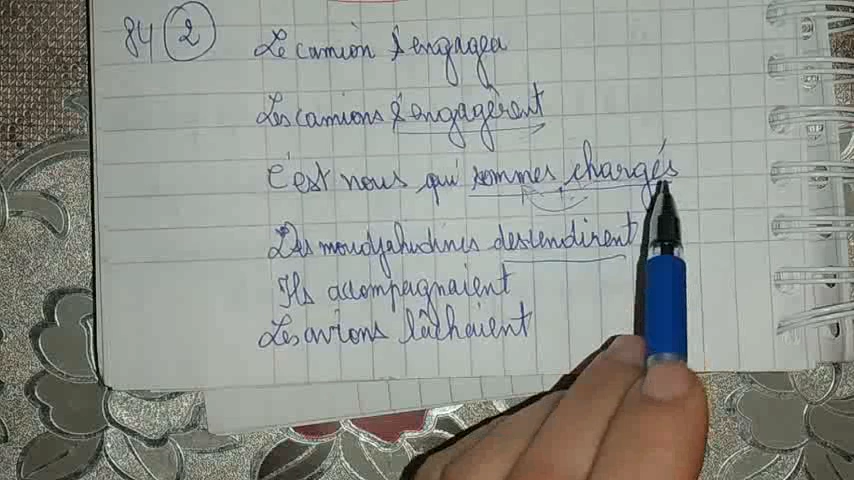 84 2 Le camion s'engagea
Les camions s'engagèrent
C'est nous qui sommes chargés
Des moudjahidines descendirent
Ils accompagnaient
Les avions lâchaient